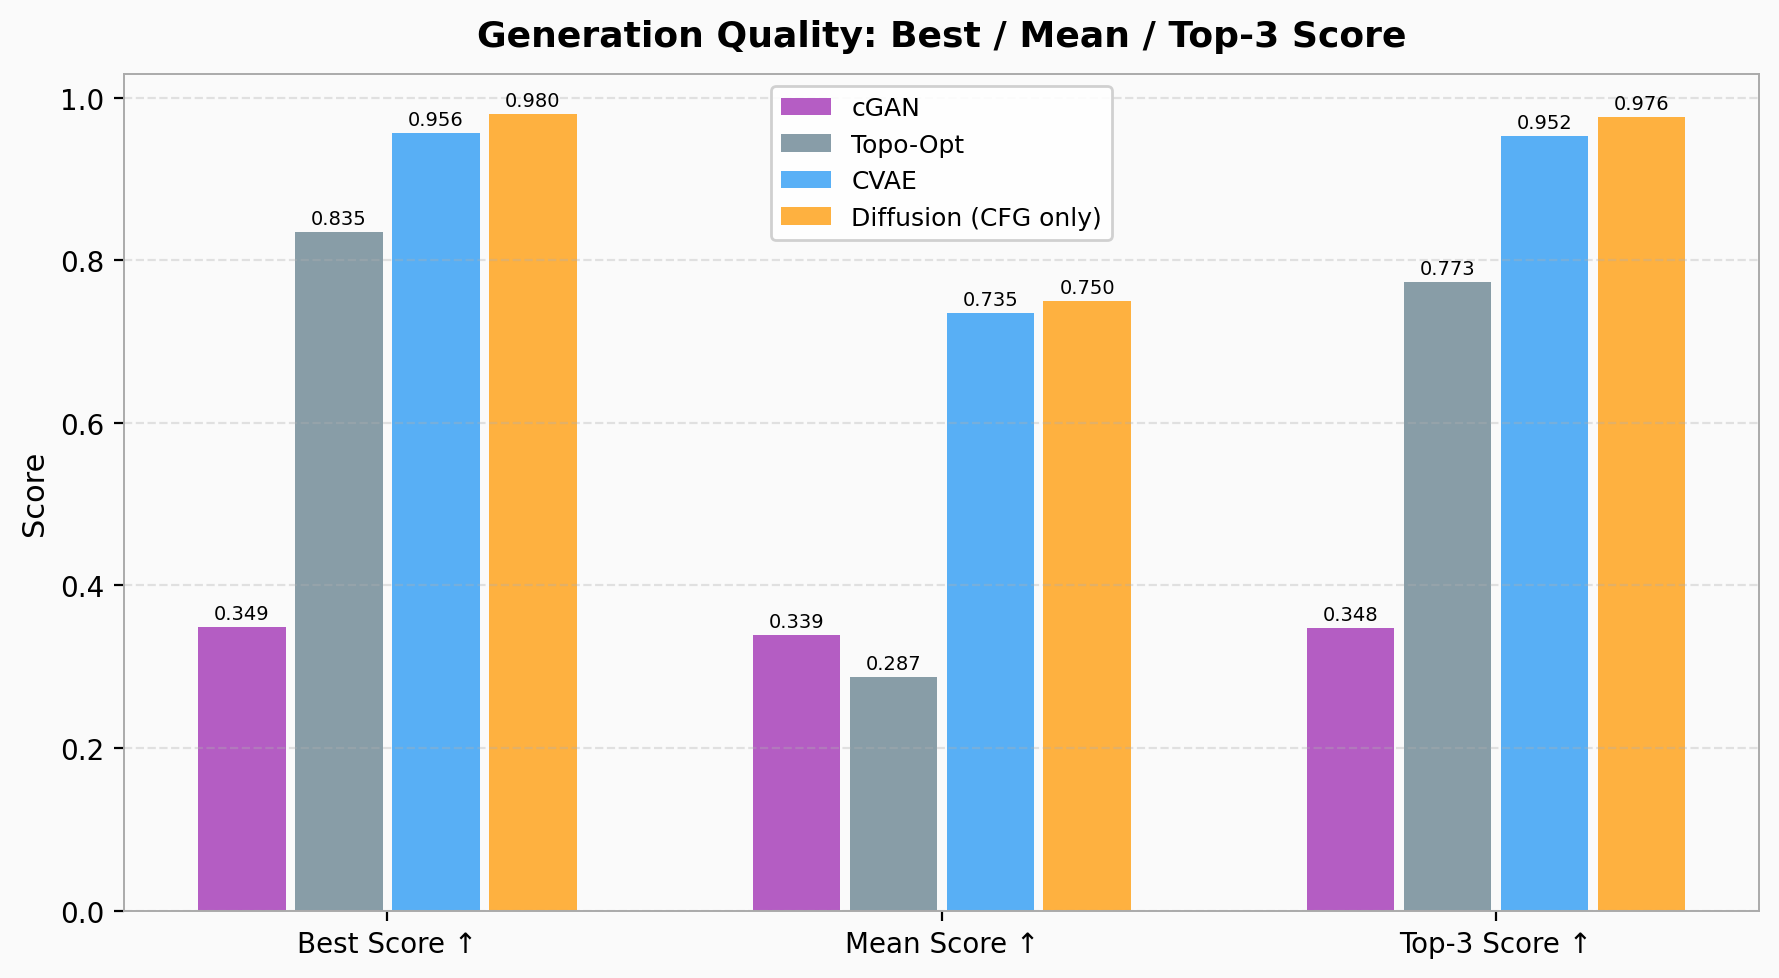 Generation Quality: Best / Mean / Top-3 Score
cGAN
Topo-Opt
CVAE
Diffusion (CFG only)
Score
1.0
0.8
0.6
0.4
0.2
0.0
0.349
0.835
0.956
0.980
0.339
0.287
0.735
0.750
0.348
0.773
0.952
0.976
Best Score ↑
Mean Score ↑
Top-3 Score ↑